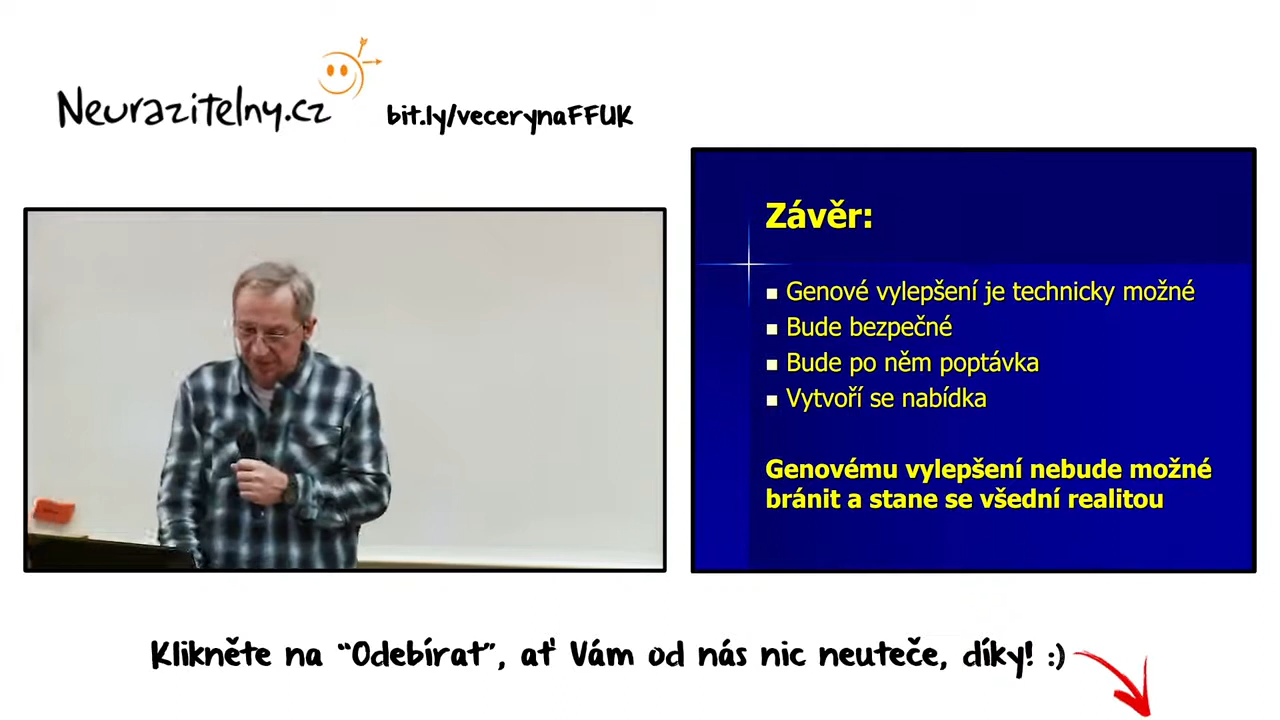 Neurazitelny.cz
bit.ly/vecerynaFFUK
Závěr:
Genové vylepšení je technicky možné
Bude bezpečné
Bude po něm poptávka
Vytvoří se nabídka
Genovému vylepšení nebude možné
bránit a stane se všední realitou
Klikněte na “Odebírat”, ať Vám od nás nic neuteče, díky! :)